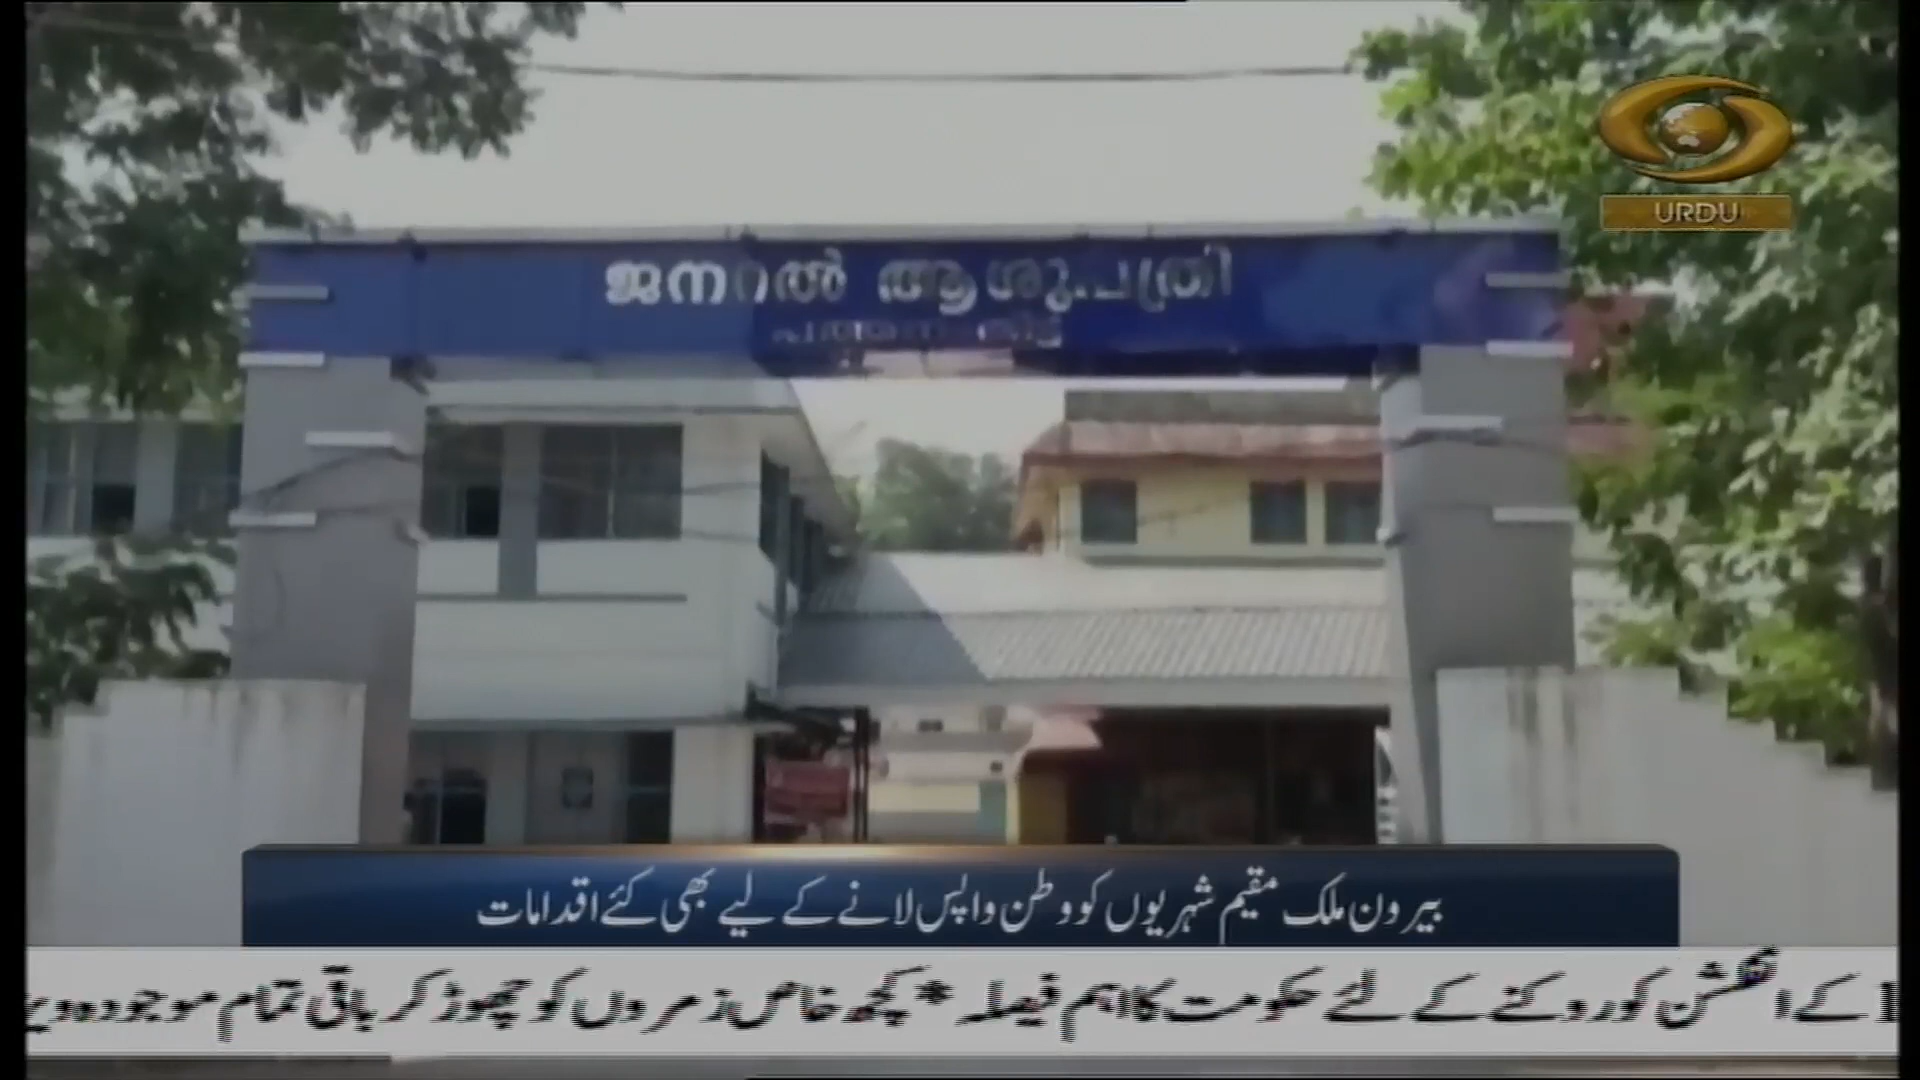 URDU
ജനറൽ ആശുപത്രി
بیرون ملک مقیم شہریوں کو وطن واپس لانے کے لیے بھی کئے اقدامات
کے انفکشن کو روکنے کے لئے حکومت کا اہم فیصلہ * کچھ خاص زمروں کو چھوڑ کر باقی تمام موجودہ